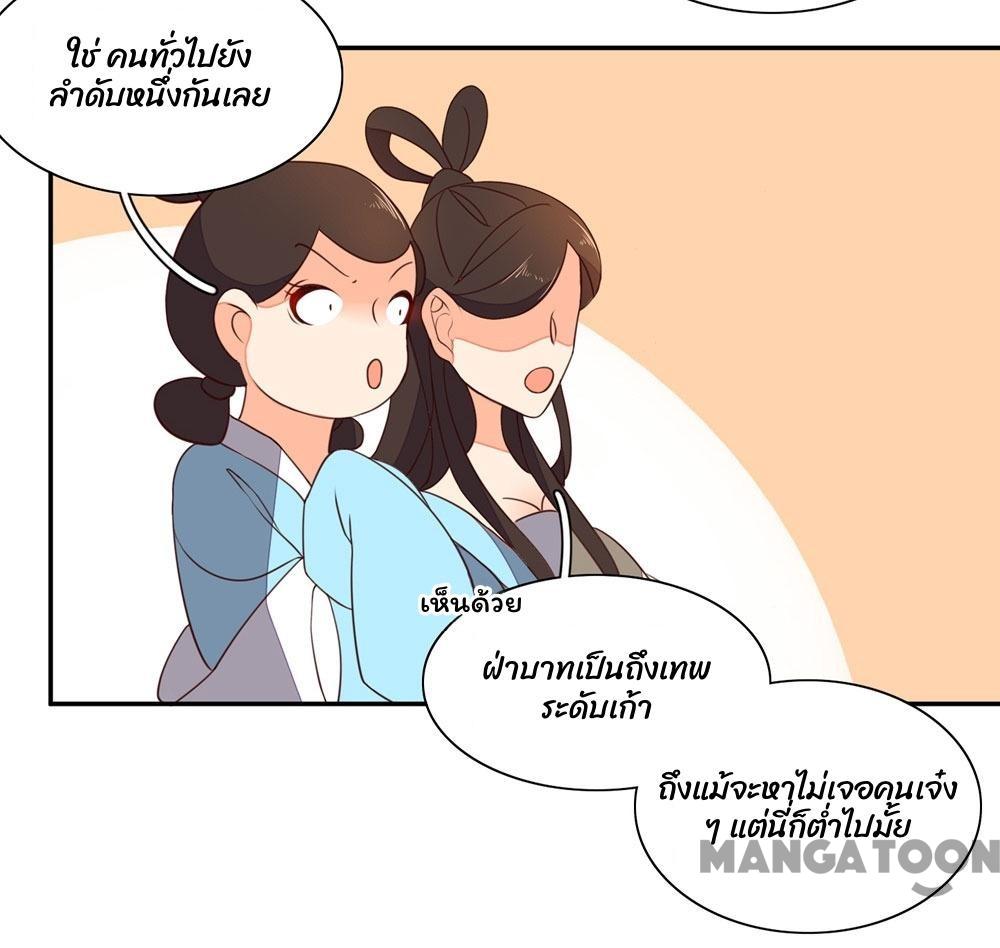 ใช่ คนทั่วไปยัง
ลำดับหนึ่งกันเลย
เห็นด้วย
ฝ่าบาทเป็นถึงเทพ
ระดับเก้า
ถึงแม้จะหาไม่เจอคนเจ๋ง
ๆ แต่นี่ก็ต่ำไปมั้ย
MANGATOON